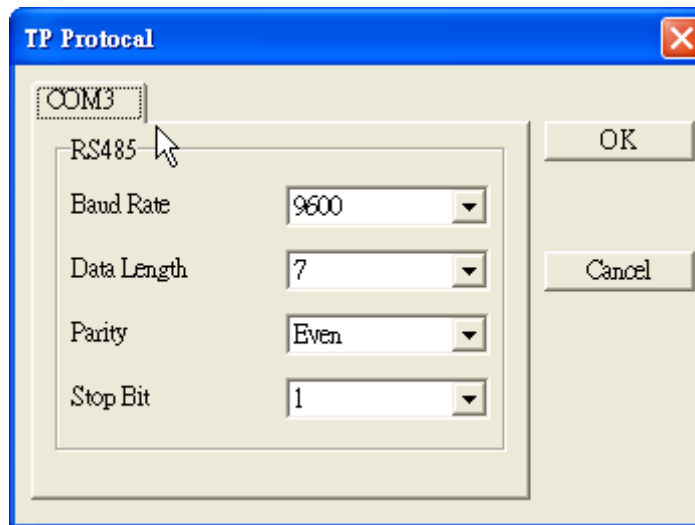 TP Protocal
COM3
RS485
OK
Baud Rate 9600
Data Length 7
Cancel
Parity Even
Stop Bit 1